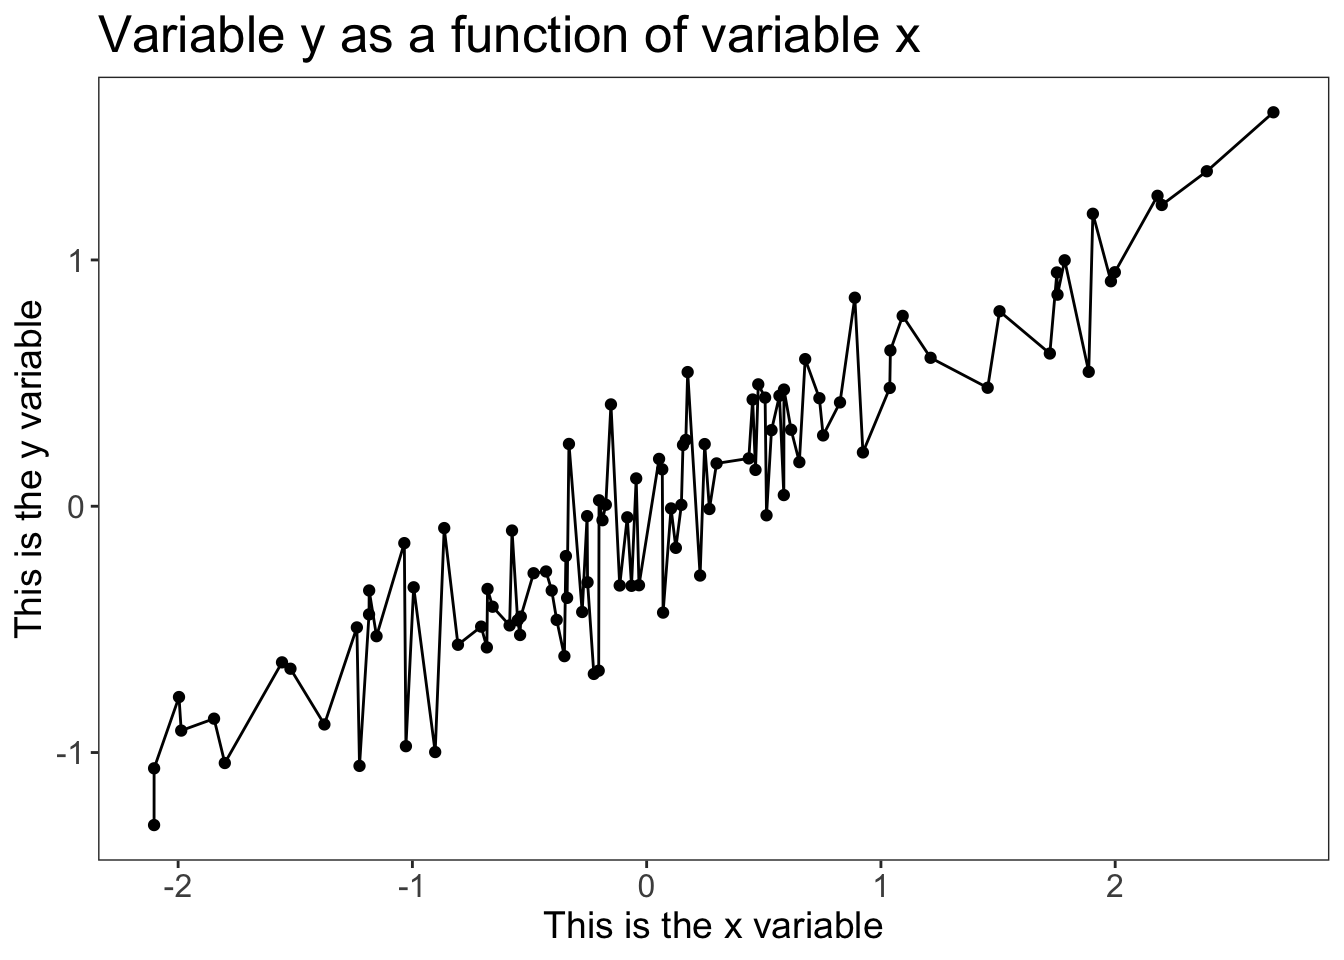 Variable y as a function of variable x
This is the y variable
1
0
-1
-2 -1 0 1 2
This is the x variable